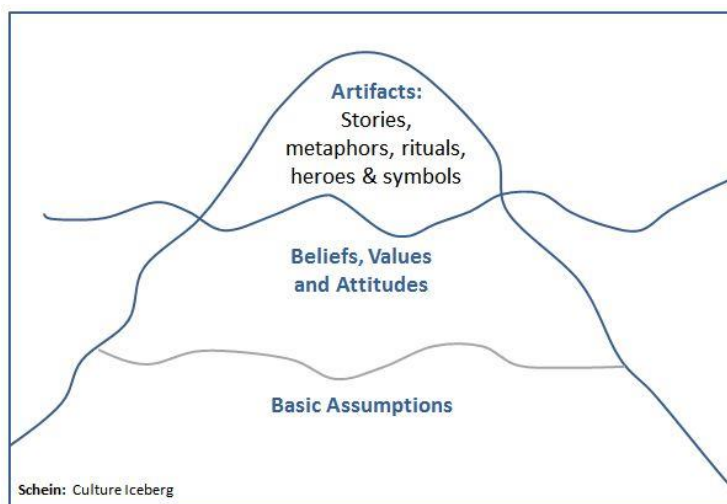 Artifacts:
Stories,
metaphors, rituals,
heroes & symbols
Beliefs, Values
and Attitudes
Basic Assumptions
Schein: Culture Iceberg